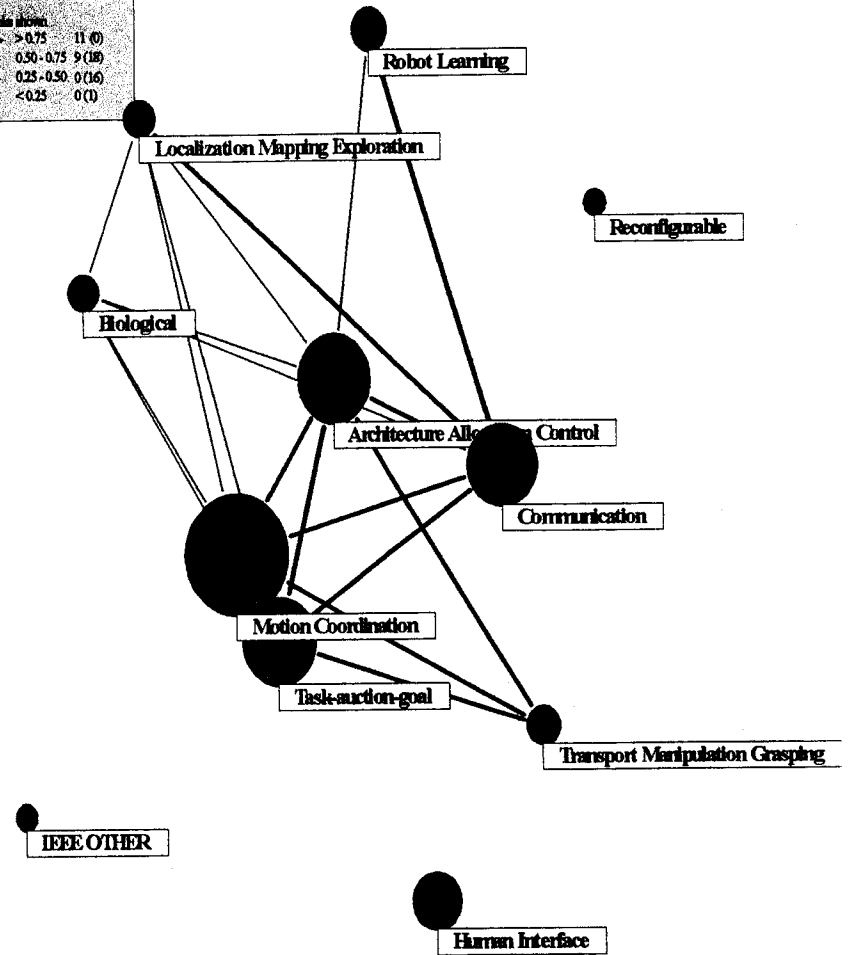 shown
> 0.75 11 (0)
0.50 - 0.75 9 (18)
0.25 - 0.50 0 (16)
< 0.25 0 (1)
Robot Learning
Localization Mapping Exploration
Reconfigurable
Biological
Architecture Control
Communication
Motion Coordination
Task-auction-goal
Transport Manipulation Grasping
IEEE OTHER
Human Interface